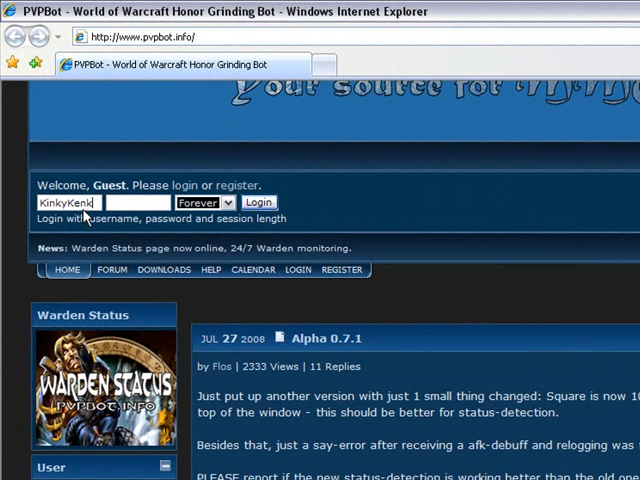 PVPBot - World of Warcraft Honor Grinding Bot - Windows Internet Explorer
http://www.pvpbot.info/
PVPBot - World of Warcraft Honor Grinding Bot
Your source for
Welcome, Guest. Please login or register.
KinkyKenk Forever Login
Login with username, password and session length
News: Warden Status page now online, 24/7 Warden monitoring.
HOME FORUM DOWNLOADS HELP CALENDAR LOGIN REGISTER
Warden Status
WARDEN STATUS
PVPBOT.INFO
User
JUL 27 2008 Alpha 0.7.1
by Flos | 2333 Views | 11 Replies
Just put up another version with just 1 small thing changed: Square is now 10
top of the window - this should be better for status-detection.
Besides that, just a say-error after receiving a afk-debuff and relogging was
PLEASE report if the new status-detection is working better than the old one